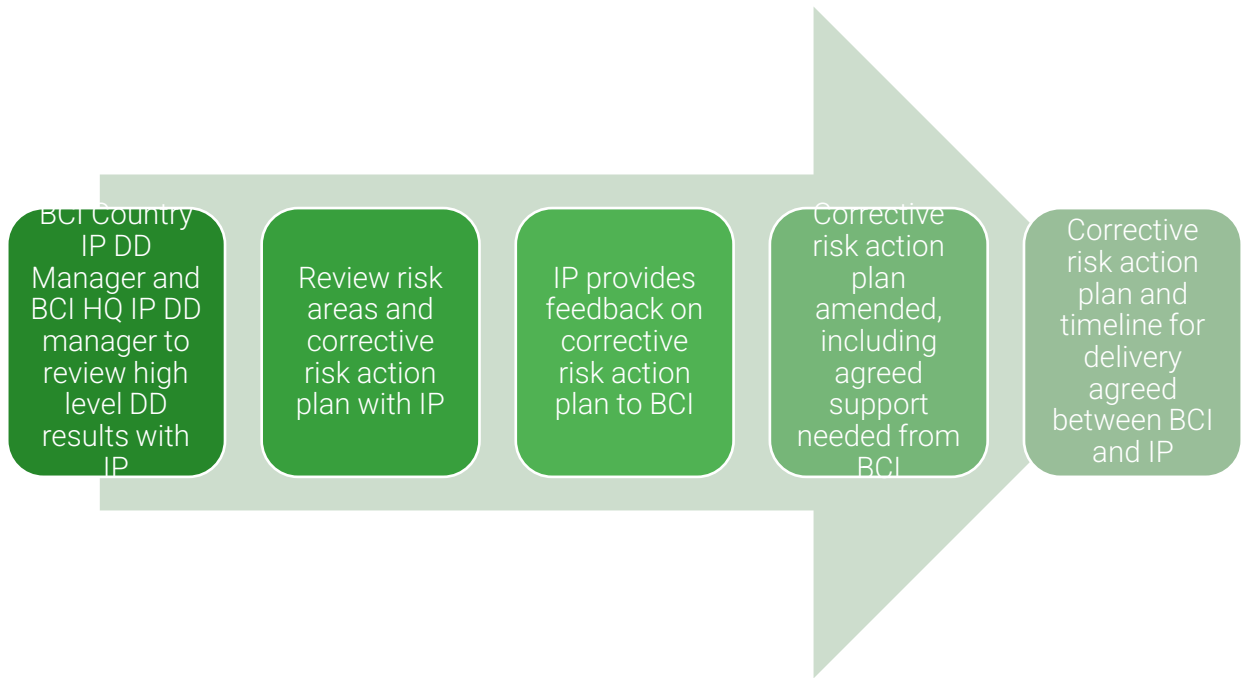 BCI Country
IP DD
Manager and
BCI HQ IP DD
manager to
review high
level DD
results with
IP
Review risk
areas and
corrective
risk action
plan with IP
IP provides
feedback on
corrective
risk action
plan to BCI
Corrective
risk action
plan
amended,
including
agreed
support
needed from
BCI
Corrective
risk action
plan and
timeline for
delivery
agreed
between BCI
and IP